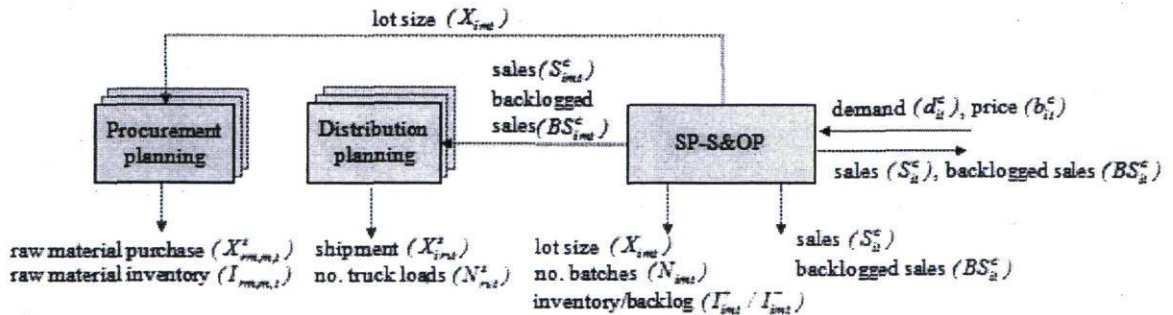 lot size (X_imt)
sales (S^c_imt)
backlogged
sales (BS^c_imt)
Procurement
planning
Distribution
planning
SP-S&OP
demand (d^c_it), price (b^c_it)
sales (S^c_it), backlogged sales (BS^c_it)
raw material purchase (X^s_rm,m,t)
raw material inventory (I_rm,m,t)
shipment (X^s_irvt)
no. truck loads (N^s_rvt)
lot size (X_imt)
no. batches (N_imt)
inventory/backlog (I^-_imt / I^-_imt)
sales (S^c_it)
backlogged sales (BS^c_it)